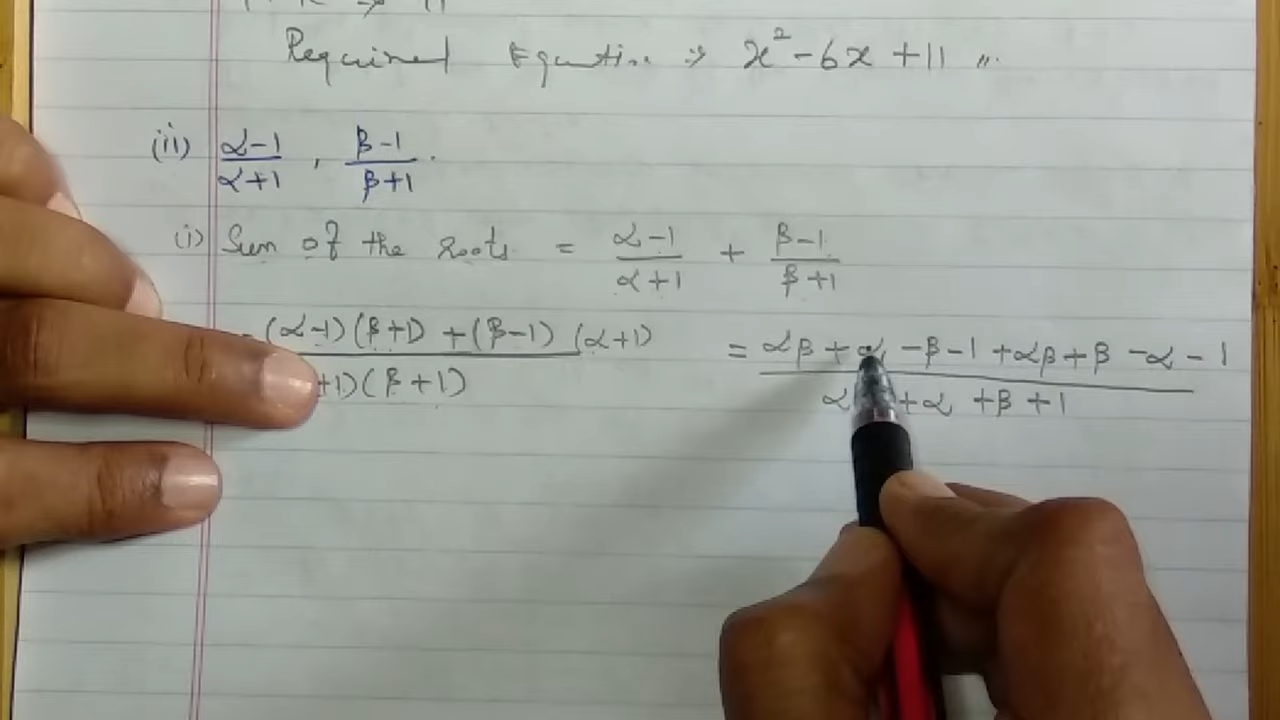 Required Equation ⇒ x² - 6x + 11 //.
(ii) α-1/α+1 , β-1/β+1 .
(i) Sum of the roots = α-1/α+1 + β-1/β+1
= (α-1)(β+1) + (β-1)(α+1) / +1)(β+1) = αβ + α - β - 1 + αβ + β - α - 1 / α + α + β + 1